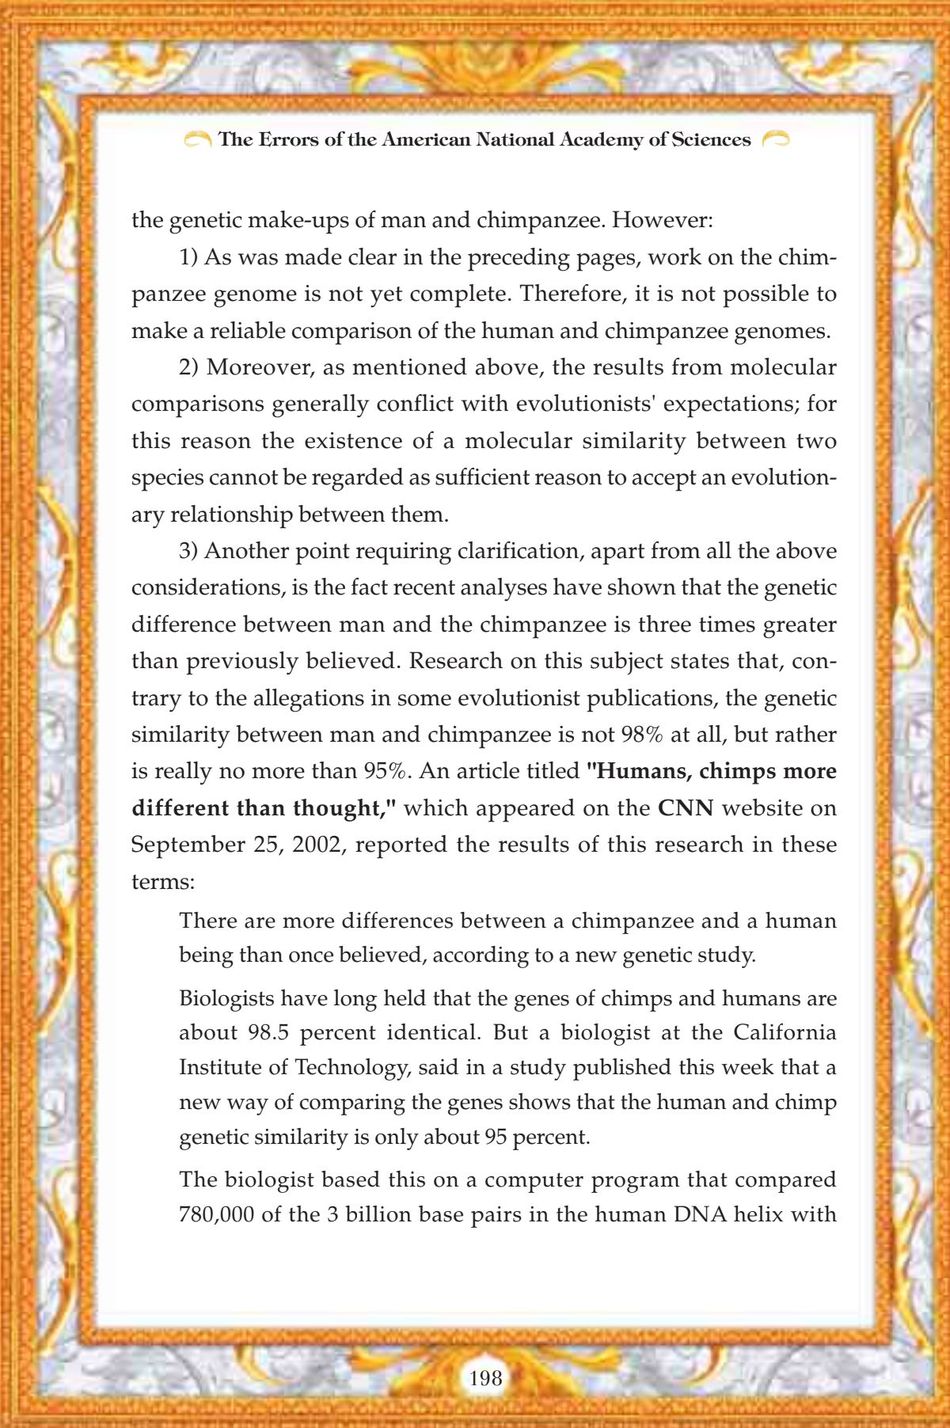 The Errors of the American National Academy of Sciences
the genetic make-ups of man and chimpanzee. However:
1) As was made clear in the preceding pages, work on the chim-
panzee genome is not yet complete. Therefore, it is not possible to
make a reliable comparison of the human and chimpanzee genomes.
2) Moreover, as mentioned above, the results from molecular
comparisons generally conflict with evolutionists' expectations; for
this reason the existence of a molecular similarity between two
species cannot be regarded as sufficient reason to accept an evolution-
ary relationship between them.
3) Another point requiring clarification, apart from all the above
considerations, is the fact recent analyses have shown that the genetic
difference between man and the chimpanzee is three times greater
than previously believed. Research on this subject states that, con-
trary to the allegations in some evolutionist publications, the genetic
similarity between man and chimpanzee is not 98% at all, but rather
is really no more than 95%. An article titled "Humans, chimps more
different than thought," which appeared on the CNN website on
September 25, 2002, reported the results of this research in these
terms:
There are more differences between a chimpanzee and a human
being than once believed, according to a new genetic study.
Biologists have long held that the genes of chimps and humans are
about 98.5 percent identical. But a biologist at the California
Institute of Technology, said in a study published this week that a
new way of comparing the genes shows that the human and chimp
genetic similarity is only about 95 percent.
The biologist based this on a computer program that compared
780,000 of the 3 billion base pairs in the human DNA helix with
198